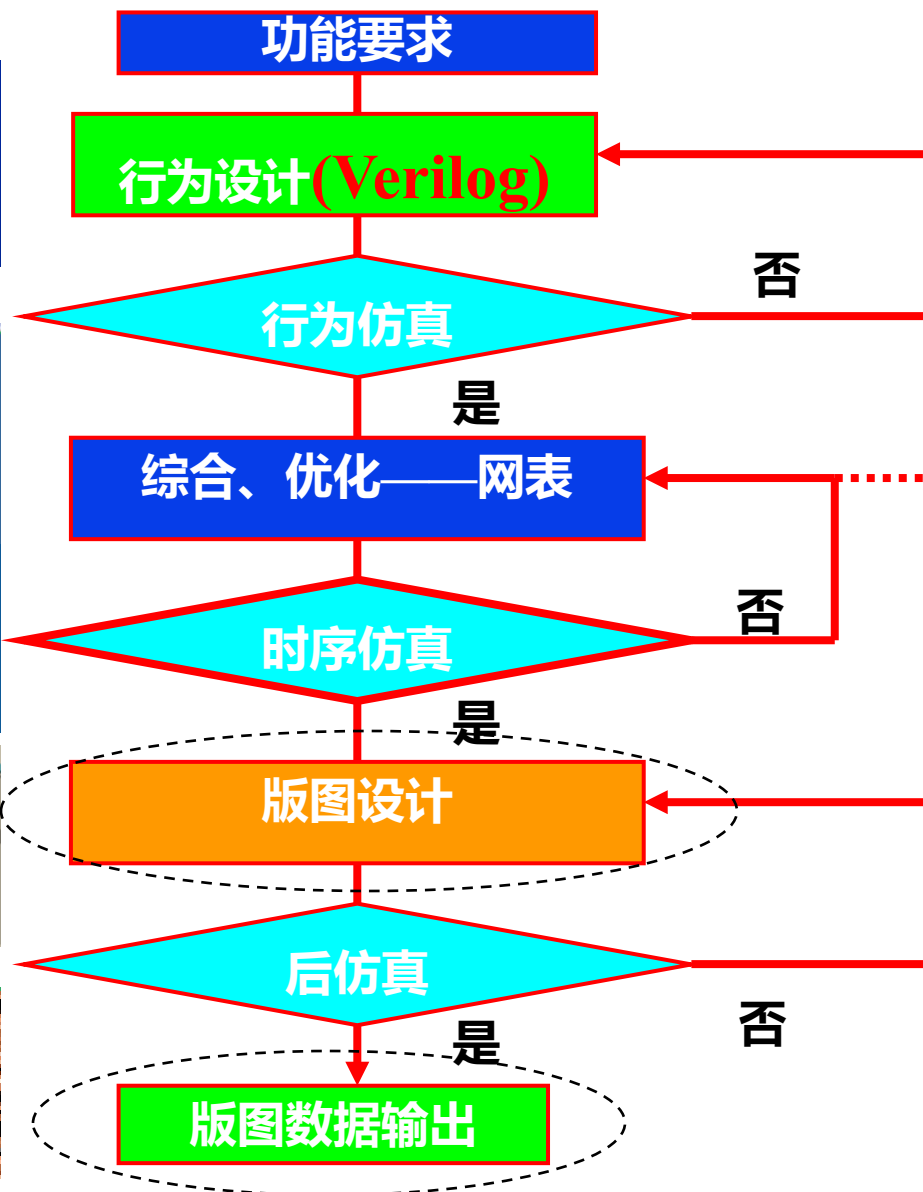 功能要求
行为设计(Verilog)
否
行为仿真
是
综合、优化——网表
否
时序仿真
是
版图设计
后仿真
否
是
版图数据输出